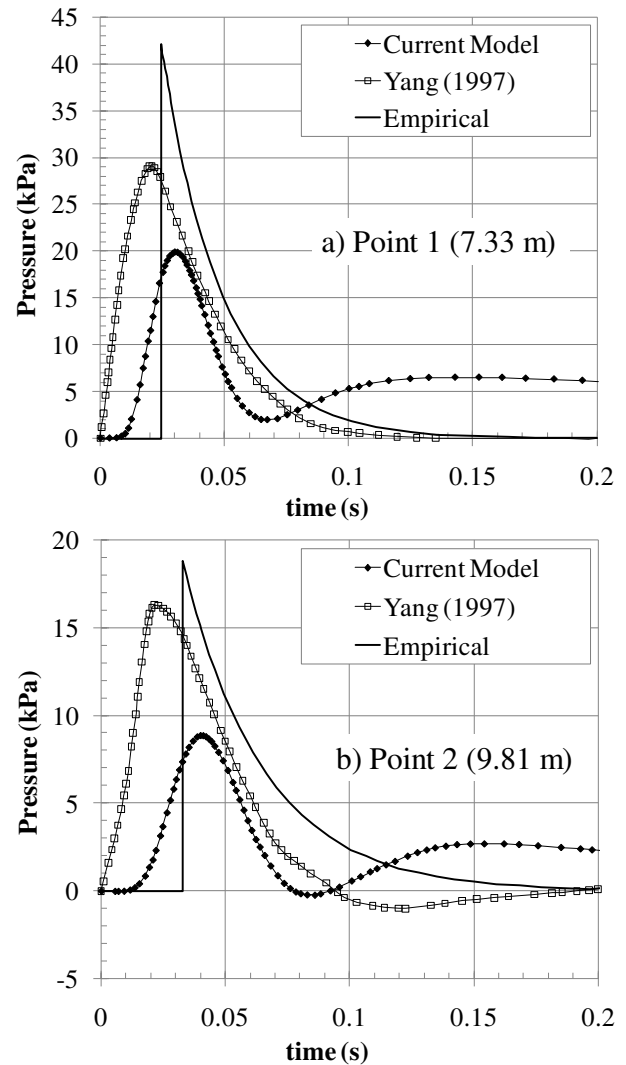 45
40
35
30
25
20
15
10
5
0
Pressure (kPa)
Current Model
Yang (1997)
Empirical
a) Point 1 (7.33 m)
0 0.05 0.1 0.15 0.2
time (s)
20
15
10
5
0
-5
Pressure (kPa)
Current Model
Yang (1997)
Empirical
b) Point 2 (9.81 m)
0 0.05 0.1 0.15 0.2
time (s)